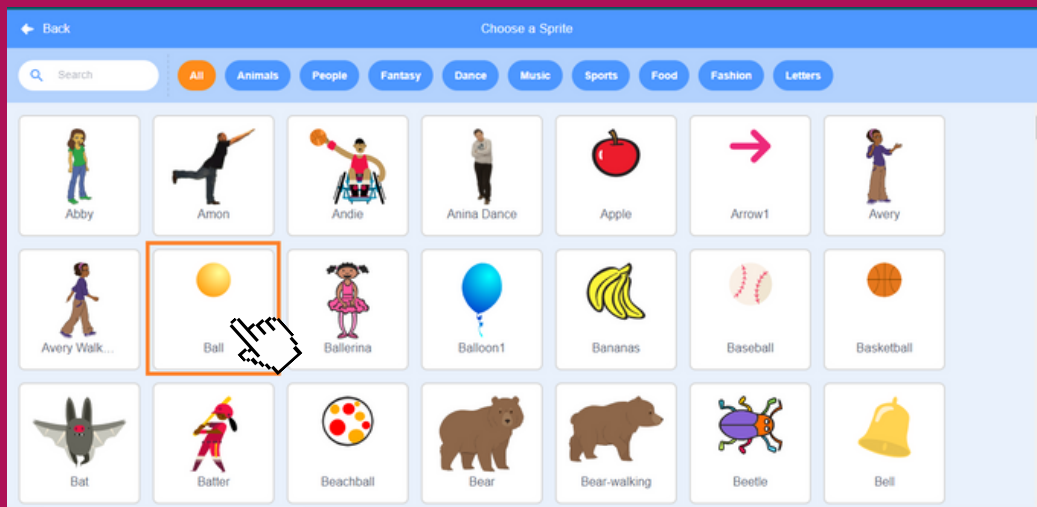 Back
Choose a Sprite
Search
All Animals People Fantasy Dance Music Sports Food Fashion Letters
Abby Amon Andie Anina Dance Apple Arrow1 Avery
Avery Walk... Ball Ballerina Balloon1 Bananas Baseball Basketball
Bat Batter Beachball Bear Bear-walking Beetle Bell